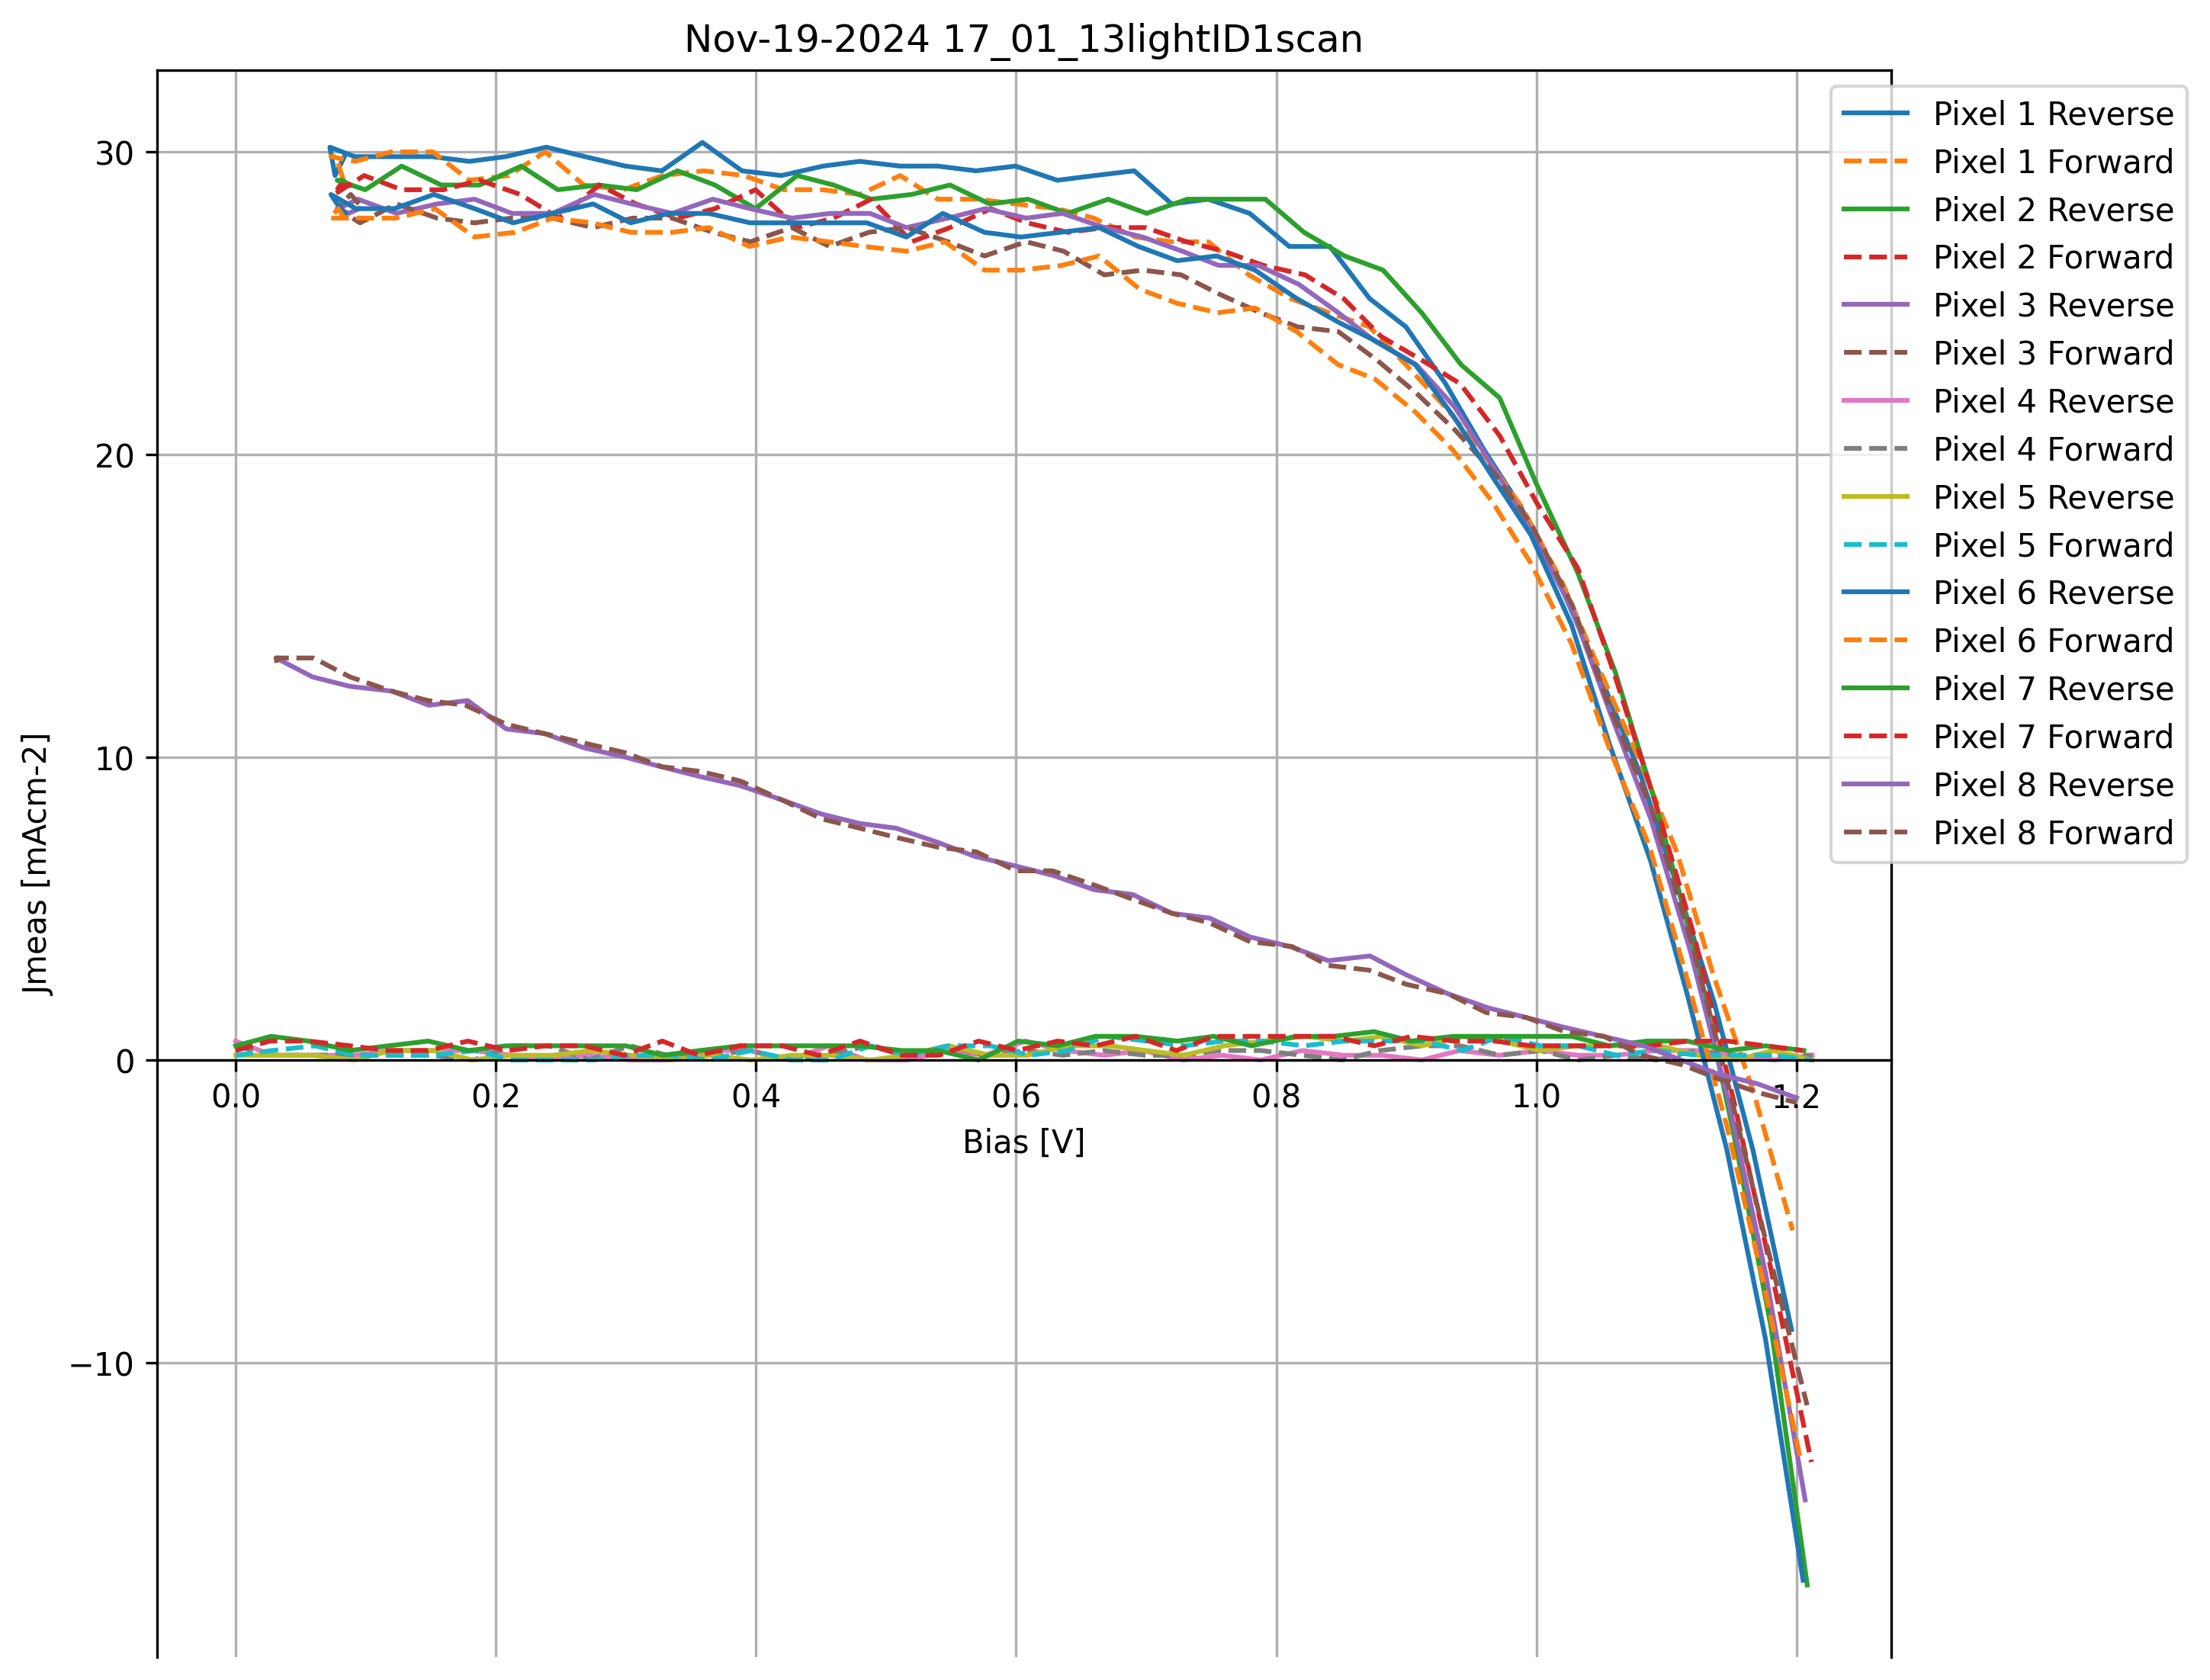 Nov-19-2024 17_01_13lightID1scan
Pixel 1 Reverse
Pixel 1 Forward
Pixel 2 Reverse
Pixel 2 Forward
Pixel 3 Reverse
Pixel 3 Forward
Pixel 4 Reverse
Pixel 4 Forward
Pixel 5 Reverse
Pixel 5 Forward
Pixel 6 Reverse
Pixel 6 Forward
Pixel 7 Reverse
Pixel 7 Forward
Pixel 8 Reverse
Pixel 8 Forward
Jmeas [mAcm-2]
30
20
10
0
−10
0.0 0.2 0.4 0.6 0.8 1.0 1.2
Bias [V]